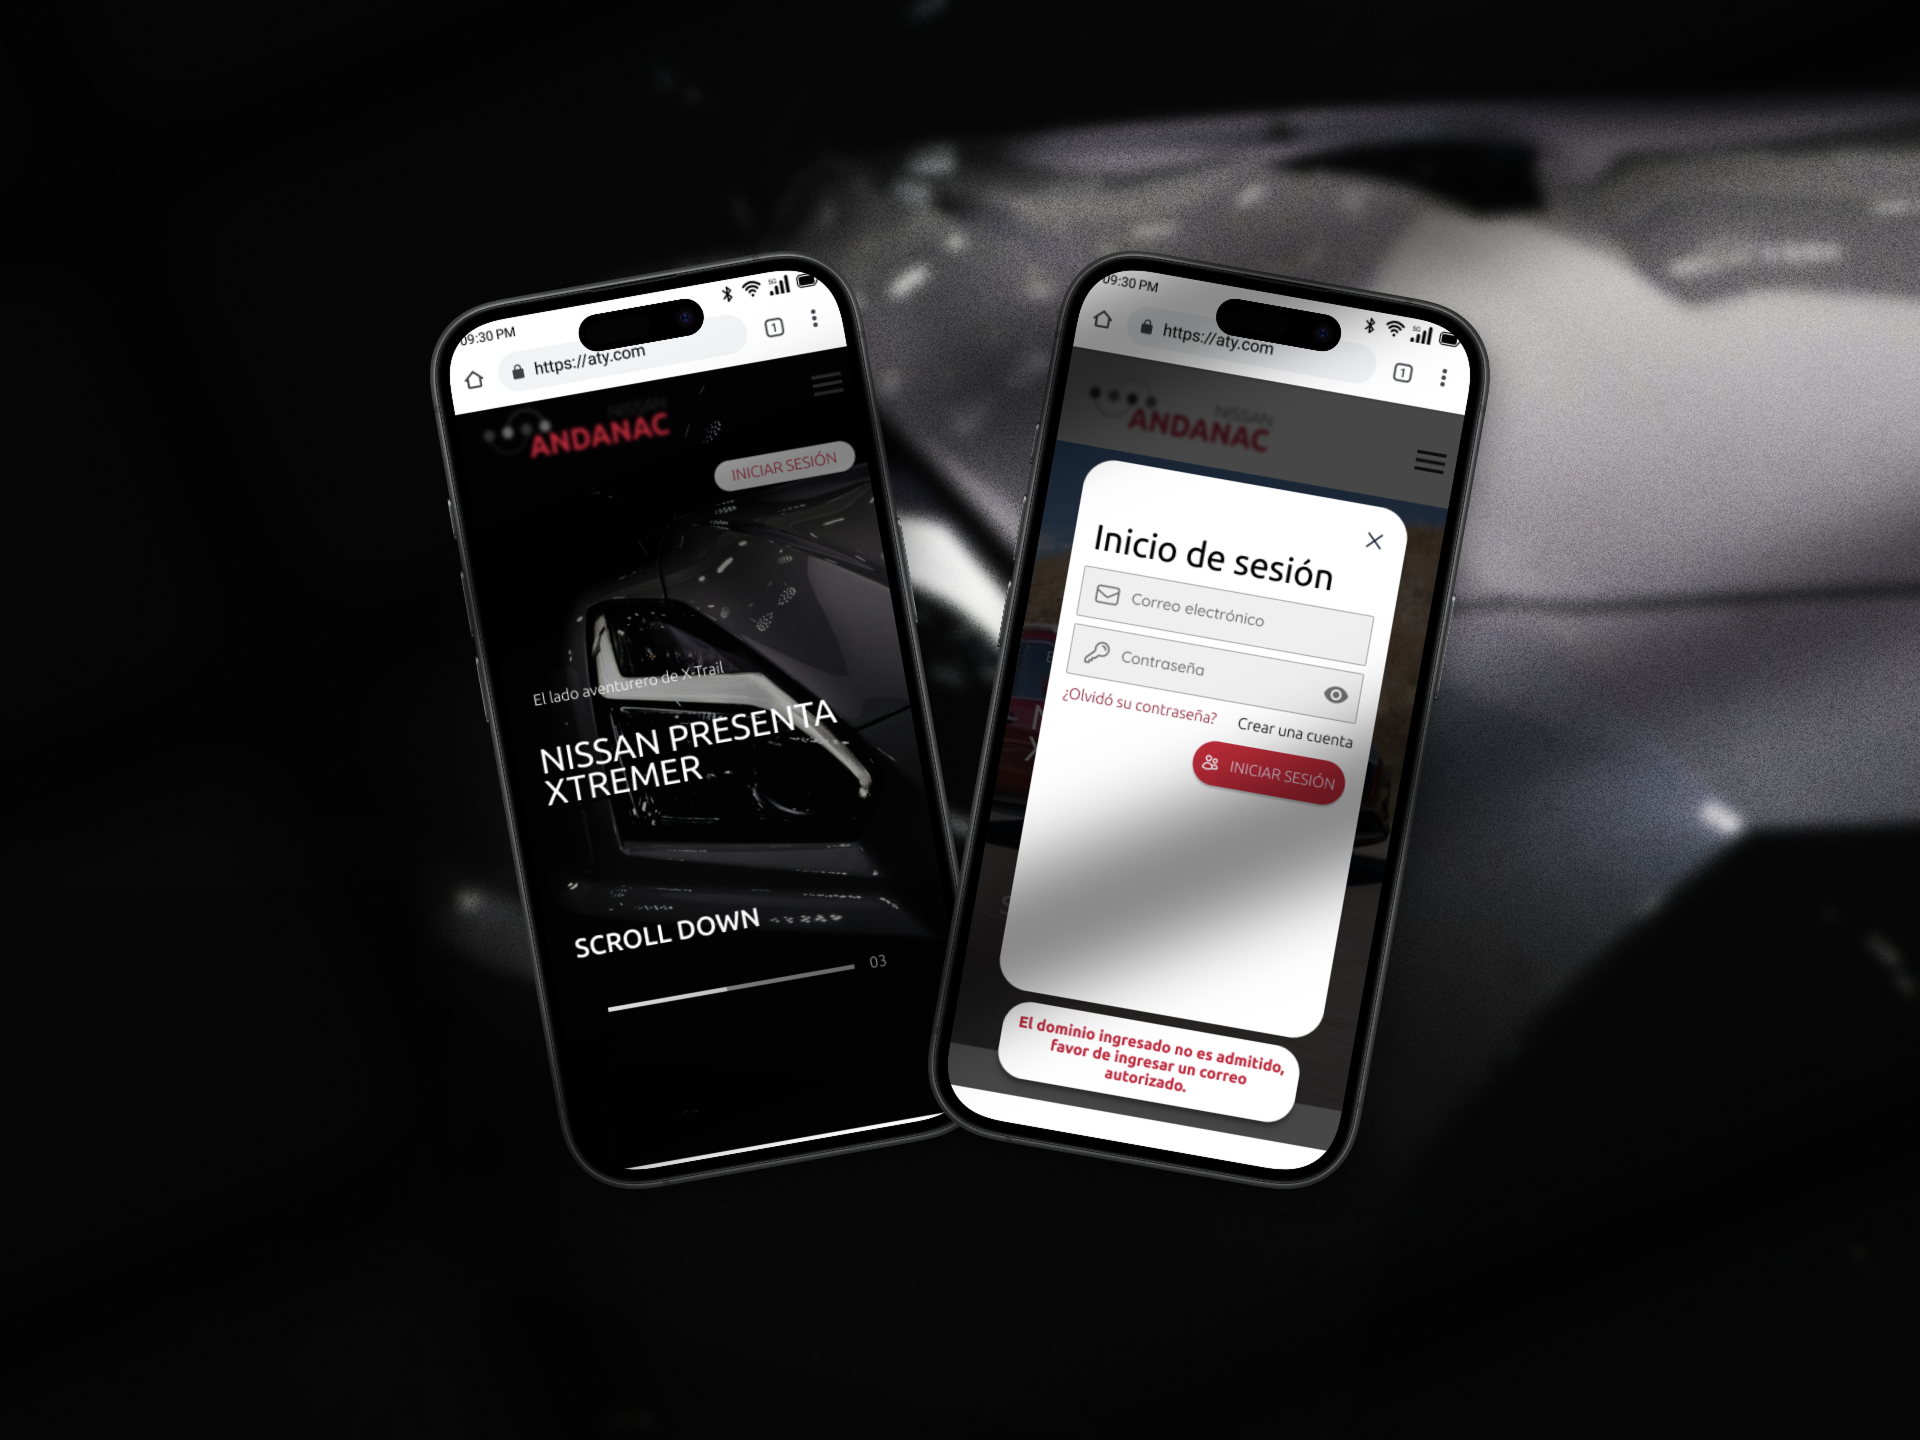 09:30 PM
5G
https://aty.com
1
NISSAN
ANDANAC
INICIAR SESIÓN
El lado aventurero de X-Trail
NISSAN PRESENTA
XTREMER
SCROLL DOWN
03
09:30 PM
5G
https://aty.com
1
NISSAN
ANDANAC
Inicio de sesión
Correo electrónico
Contraseña
¿Olvidó su contraseña?
Crear una cuenta
INICIAR SESIÓN
El dominio ingresado no es admitido,
favor de ingresar un correo
autorizado.